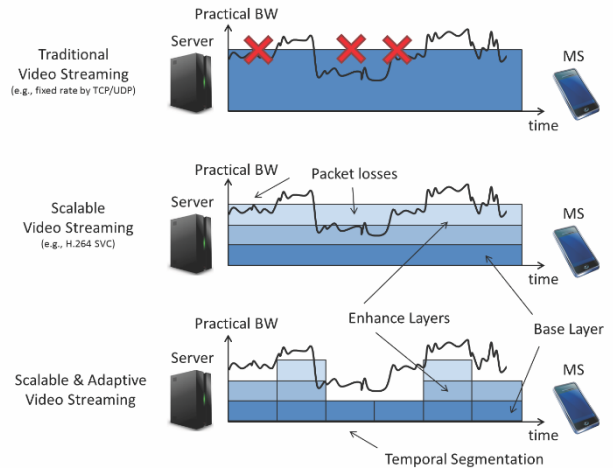 Practical BW
Traditional
Video Streaming
(e.g., fixed rate by TCP/UDP)
Server
MS
time
Practical BW
Packet losses
Scalable
Video Streaming
(e.g., H.264 SVC)
Server
MS
time
Practical BW
Enhance Layers
Base Layer
Server
MS
Scalable & Adaptive
Video Streaming
time
Temporal Segmentation